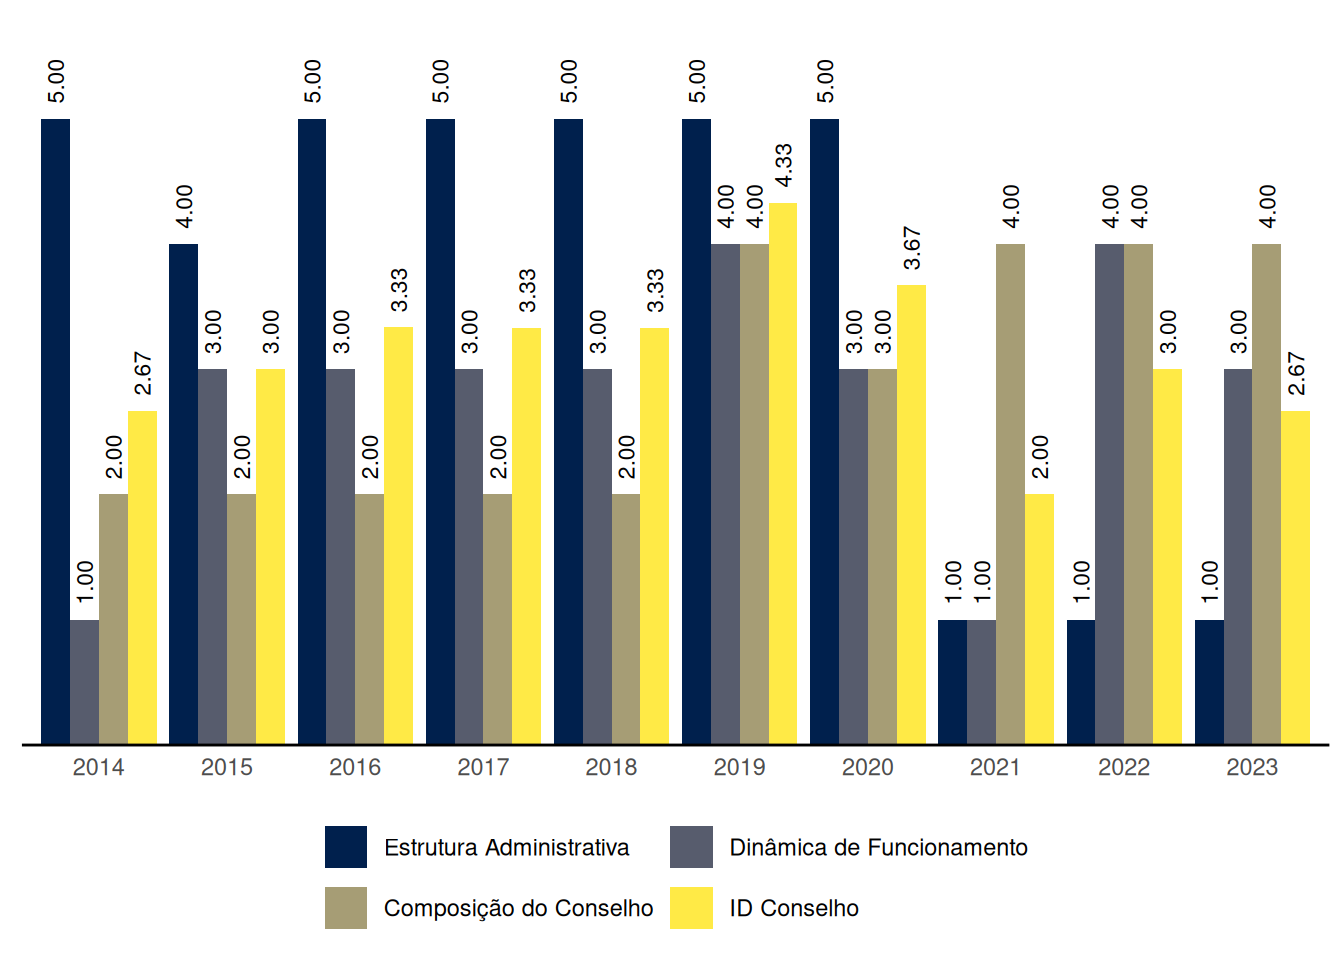 5.00 1.00 2.00 2.67
4.00 3.00 2.00 3.00
5.00 3.00 2.00 3.33
5.00 3.00 2.00 3.33
5.00 3.00 2.00 3.33
5.00 4.00 4.00 4.33
5.00 3.00 3.00 3.67
1.00 1.00 4.00 2.00
1.00 4.00 4.00 3.00
1.00 3.00 4.00 2.67
2014 2015 2016 2017 2018 2019 2020 2021 2022 2023
Estrutura Administrativa Dinâmica de Funcionamento
Composição do Conselho ID Conselho